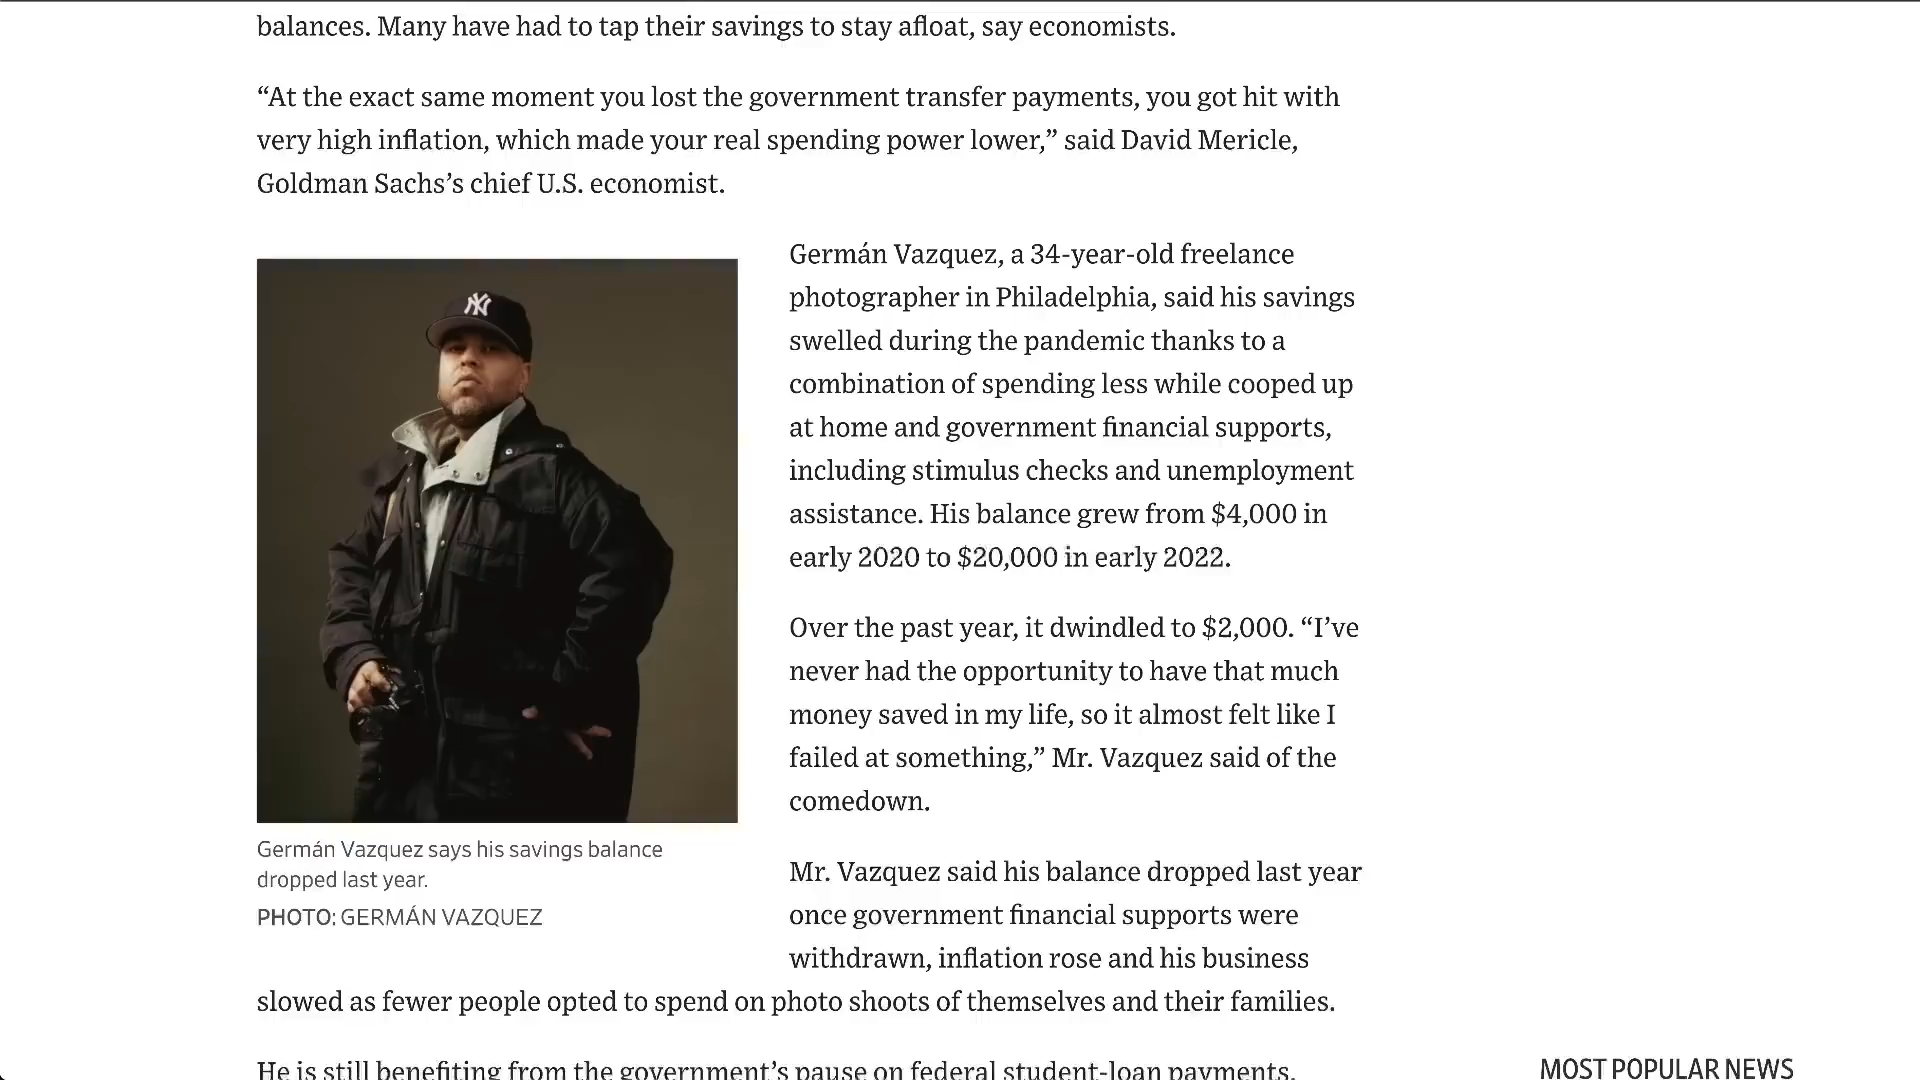 balances. Many have had to tap their savings to stay afloat, say economists.
“At the exact same moment you lost the government transfer payments, you got hit with
very high inflation, which made your real spending power lower,” said David Mericle,
Goldman Sachs’s chief U.S. economist.
NY
Germán Vazquez says his savings balance
dropped last year.
PHOTO: GERMÁN VAZQUEZ
Germán Vazquez, a 34-year-old freelance
photographer in Philadelphia, said his savings
swelled during the pandemic thanks to a
combination of spending less while cooped up
at home and government financial supports,
including stimulus checks and unemployment
assistance. His balance grew from $4,000 in
early 2020 to $20,000 in early 2022.
Over the past year, it dwindled to $2,000. “I’ve
never had the opportunity to have that much
money saved in my life, so it almost felt like I
failed at something,” Mr. Vazquez said of the
comedown.
Mr. Vazquez said his balance dropped last year
once government financial supports were
withdrawn, inflation rose and his business
slowed as fewer people opted to spend on photo shoots of themselves and their families.
He is still benefiting from the government’s pause on federal student-loan payments,
MOST POPULAR NEWS